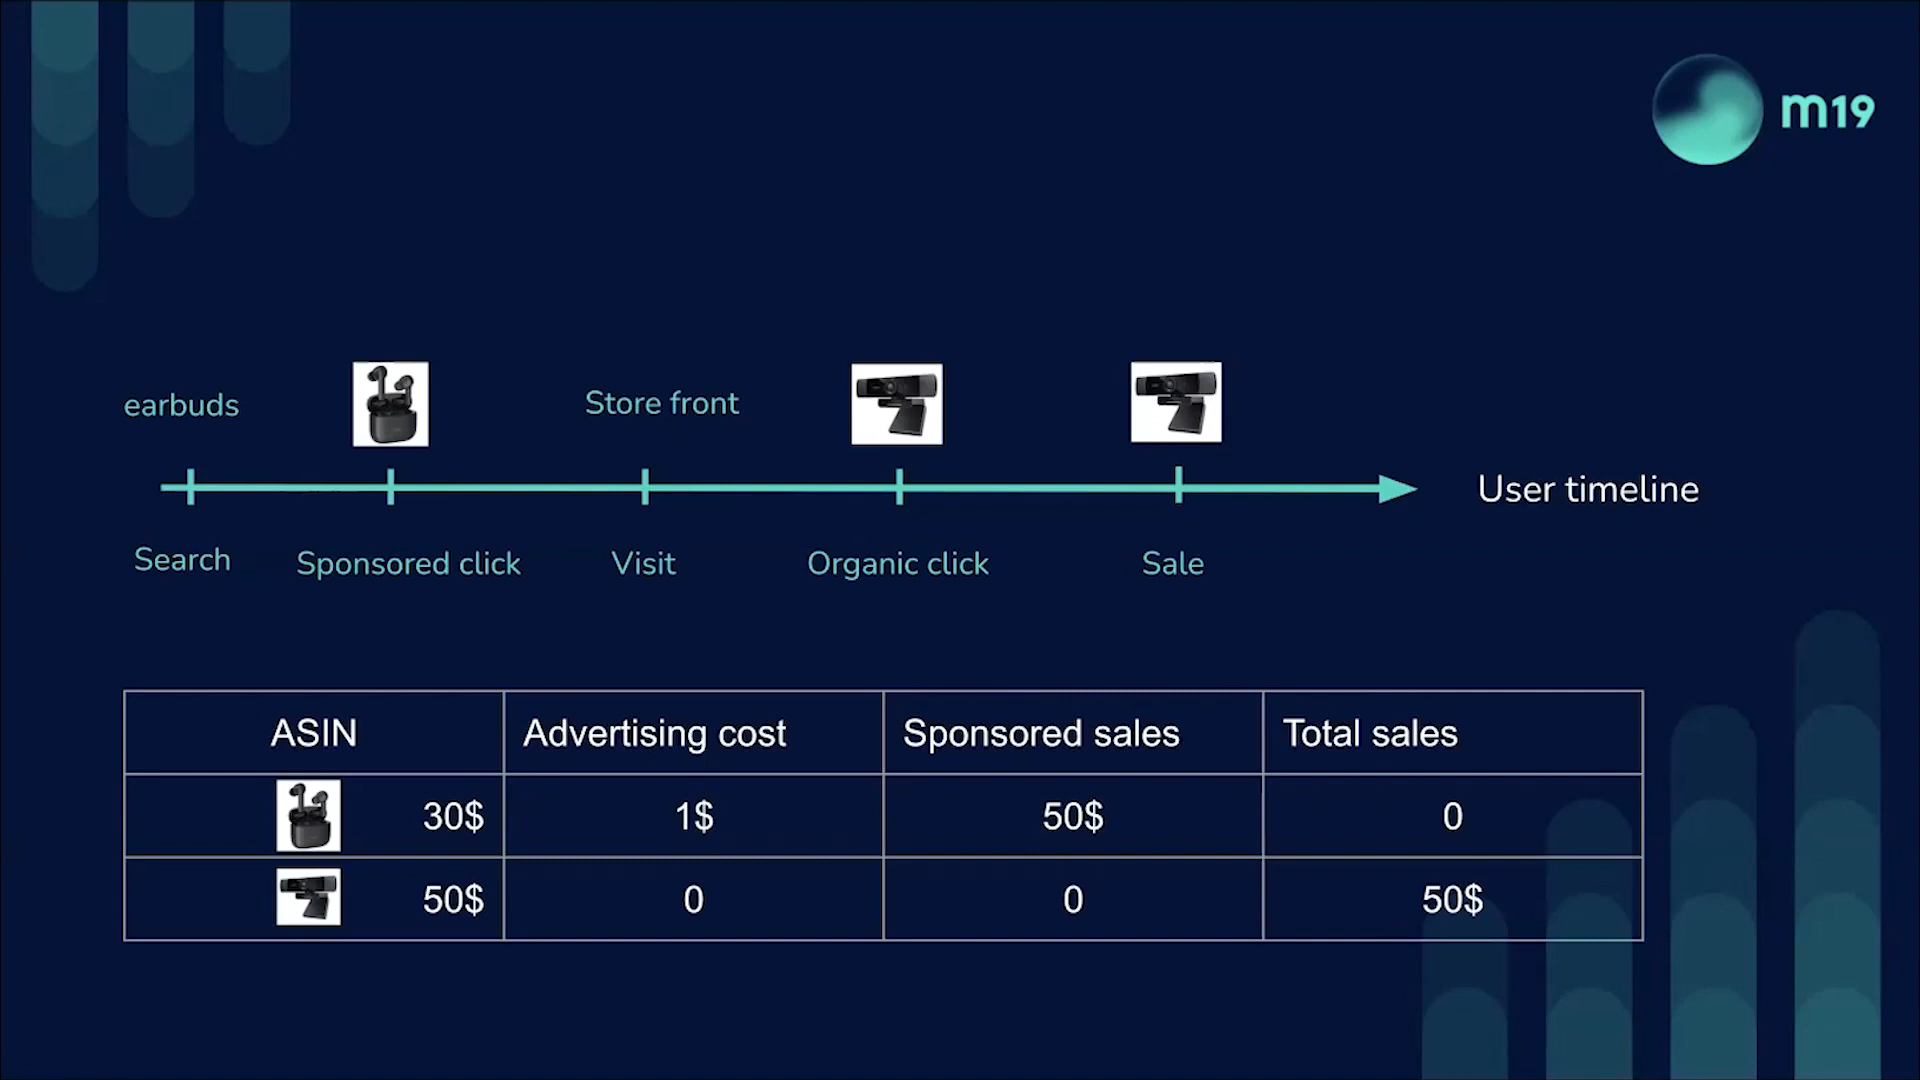 m19
earbuds
Store front
User timeline
Search
Sponsored click
Visit
Organic click
Sale
ASIN
Advertising cost
Sponsored sales
Total sales
30$
1$
50$
0
50$
0
0
50$